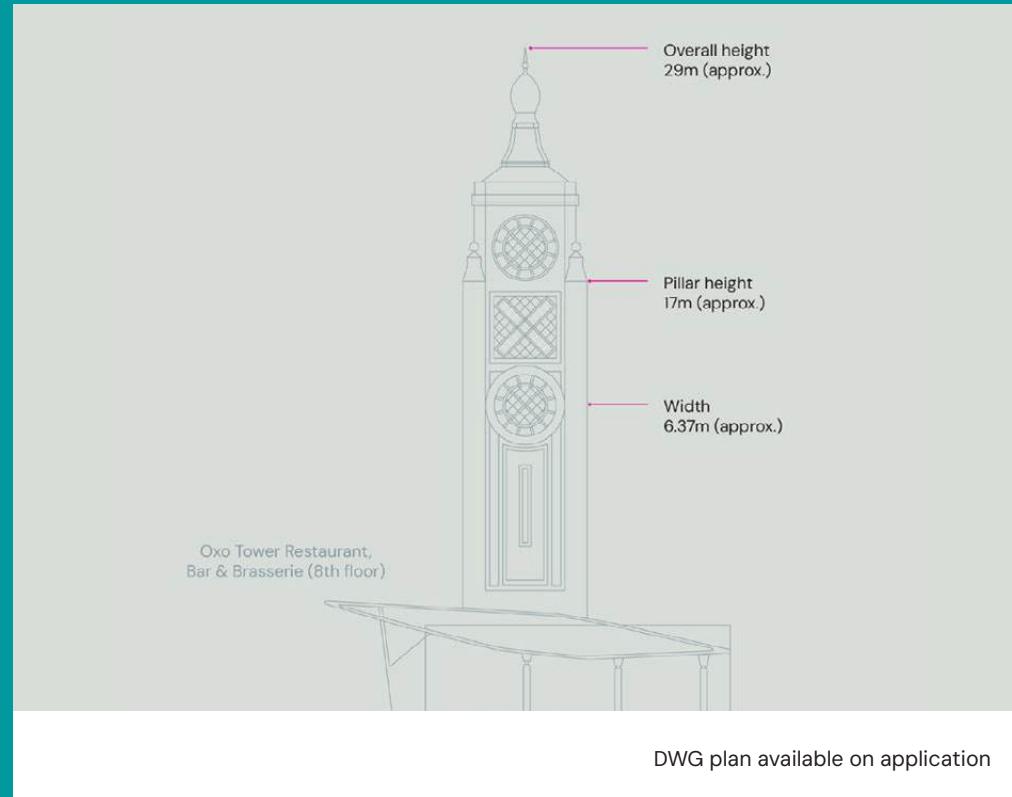 Overall height
29m (approx.)
Pillar height
17m (approx.)
Width
6.37m (approx.)
Oxo Tower Restaurant,
Bar & Brasserie (8th floor)
DWG plan available on application